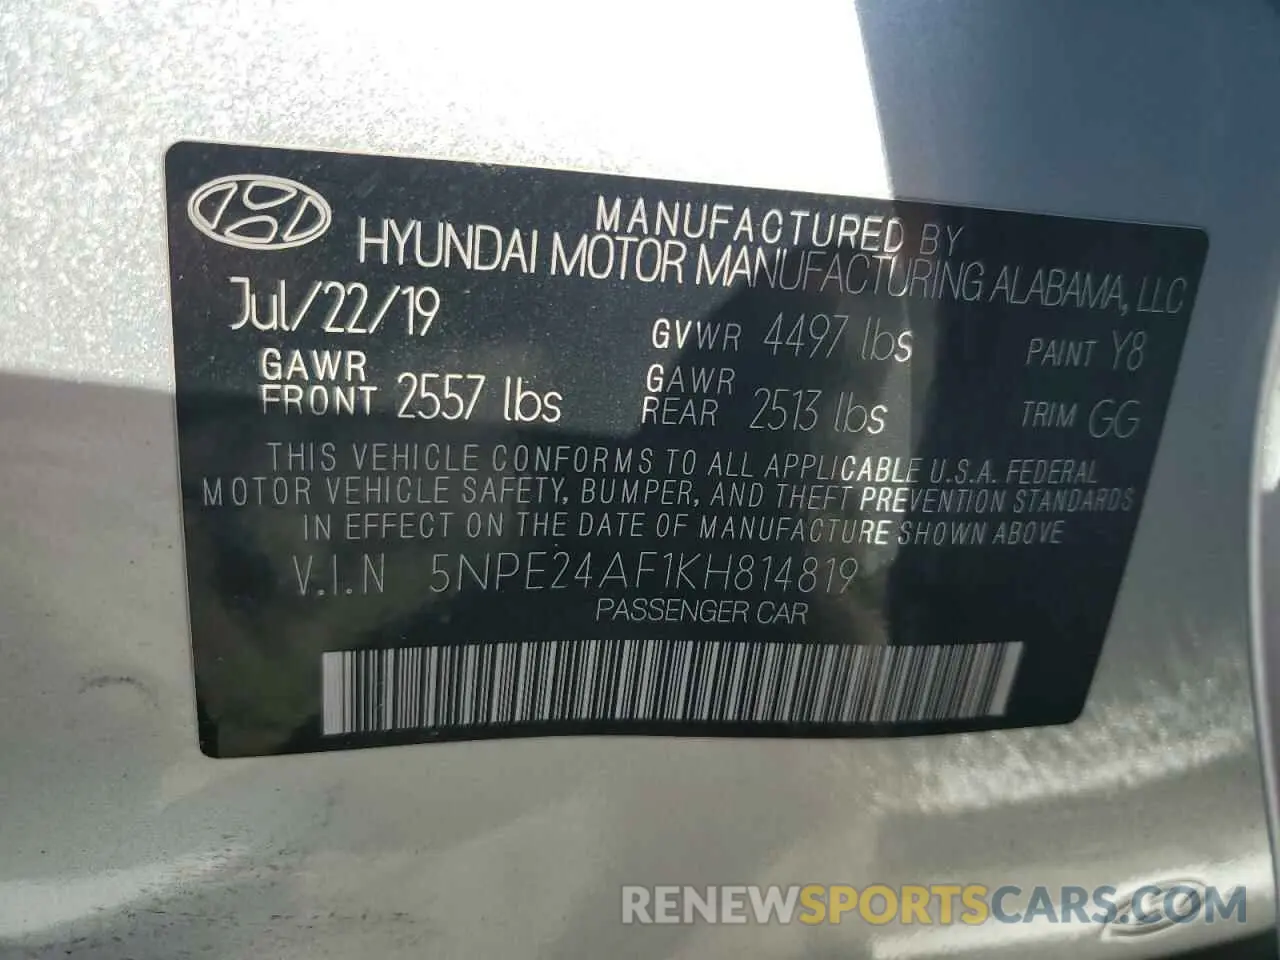 MANUFACTURED BY
HYUNDAI MOTOR MANUFACTURING ALABAMA, LLC
Jul/22/19 GVWR 4497 lbs PAINT Y8
GAWR FRONT 2557 lbs GAWR REAR 2513 lbs TRIM GG
THIS VEHICLE CONFORMS TO ALL APPLICABLE U.S.A. FEDERAL
MOTOR VEHICLE SAFETY, BUMPER, AND THEFT PREVENTION STANDARDS
IN EFFECT ON THE DATE OF MANUFACTURE SHOWN ABOVE
V.I.N 5NPE24AF1KH814819
PASSENGER CAR
RENEWSPORTSCARS.COM